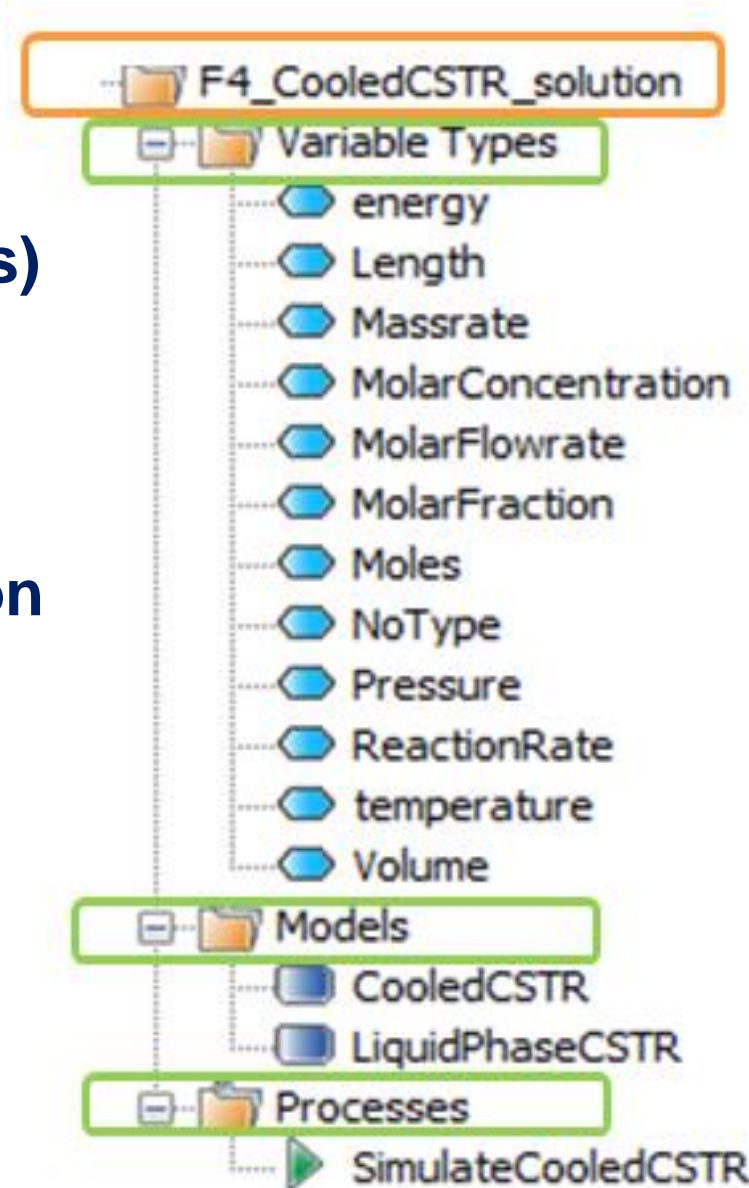 F4_CooledCSTR_solution
Variable Types
energy
s)
Length
Massrate
MolarConcentration
MolarFlowrate
MolarFraction
Moles
on
NoType
Pressure
ReactionRate
temperature
Volume
Models
CooledCSTR
LiquidPhaseCSTR
Processes
SimulateCooledCSTR